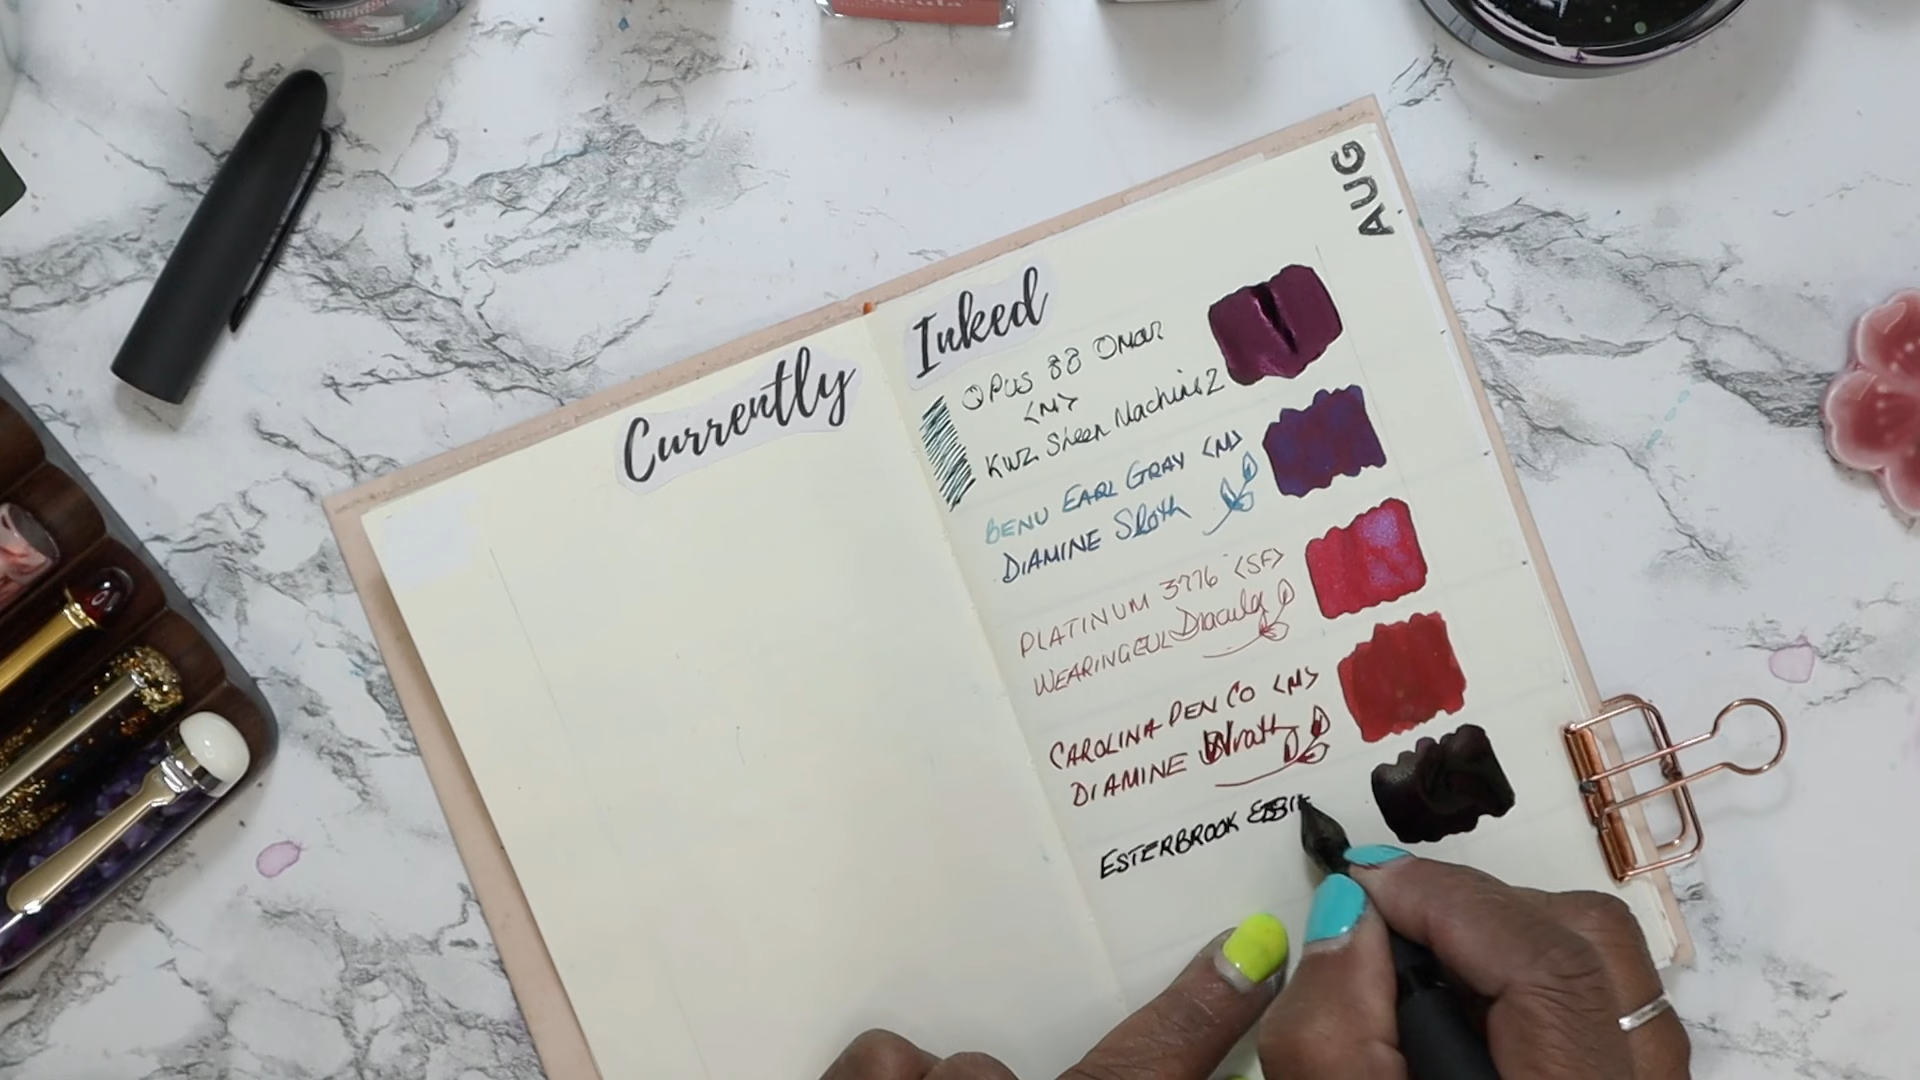 AUG
Currently
Inked
OPUS 88 OMAR
<M>
KWZ Sheen Machine 2
BENU EARL GRAY <M>
DIAMINE Sloth
PLATINUM 3776 <SF>
WEARINGEUL Dracula
CAROLINA PEN CO <M>
DIAMINE Wrath
ESTERBROOK